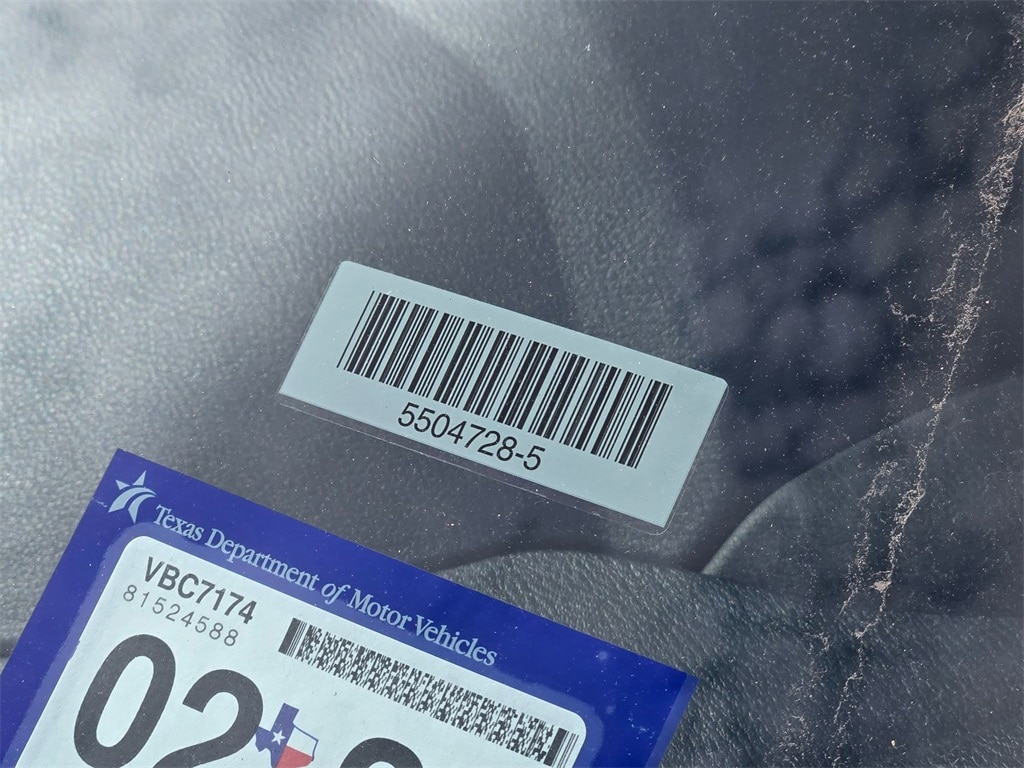 5504728-5
Texas Department of Motor Vehicles
VBC7174
81524588
02